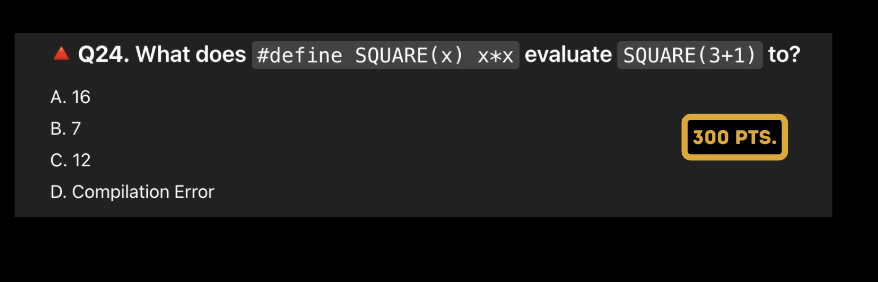 🔺 Q24. What does #define SQUARE(x) x*x evaluate SQUARE(3+1) to?
A. 16
B. 7
C. 12
D. Compilation Error
300 PTS.